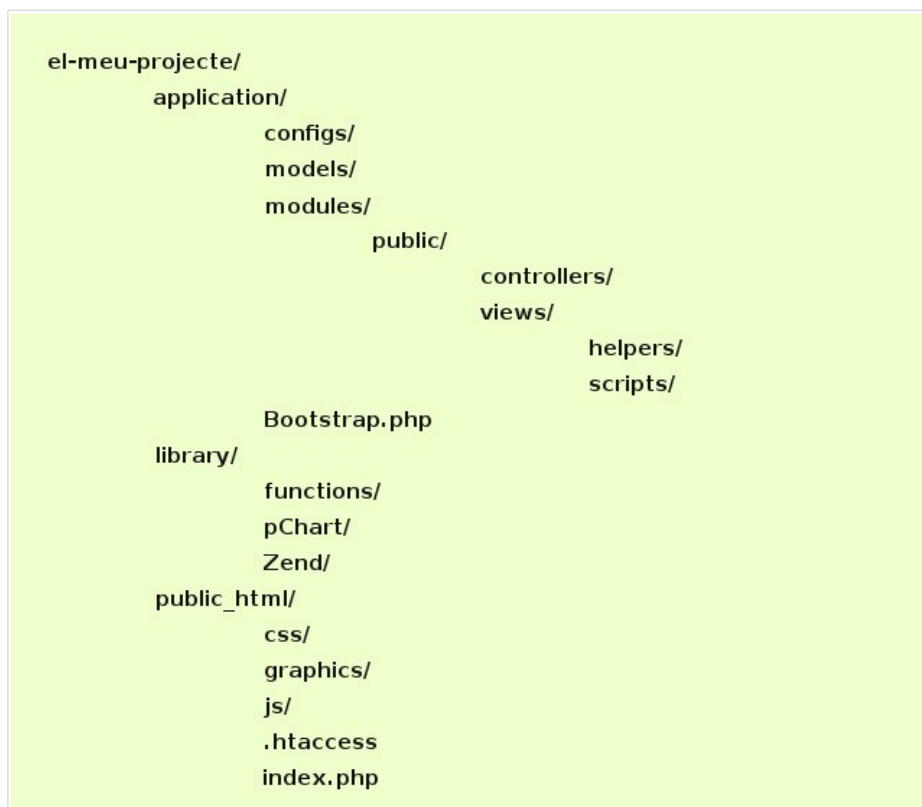 el-meu-projecte/
application/
configs/
models/
modules/
public/
controllers/
views/
helpers/
scripts/
Bootstrap.php
library/
functions/
pChart/
Zend/
public_html/
css/
graphics/
js/
.htaccess
index.php